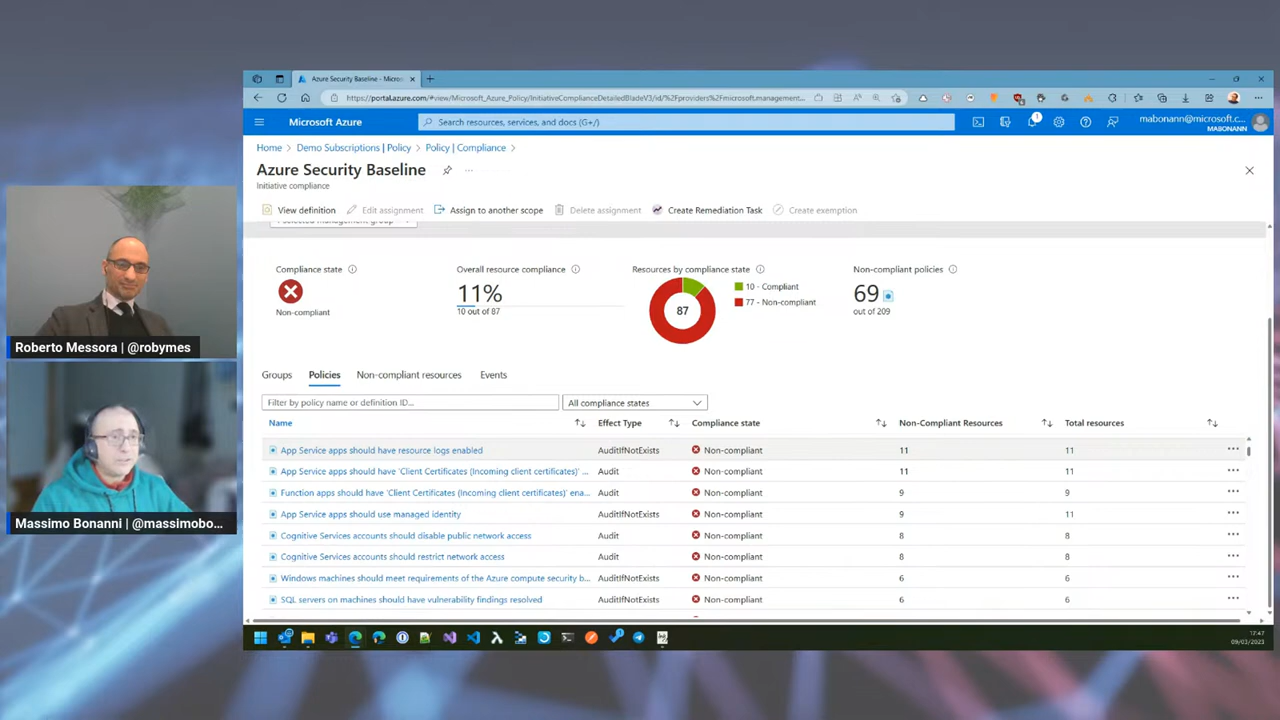 Azure Security Baseline - Micros
https://portal.azure.com/#view/Microsoft_Azure_Policy/InitiativeComplianceDetailedBladeV3/id/%2Fproviders%2Fmicrosoft.management...
Microsoft Azure
Search resources, services, and docs (G+/)
1
mabonann@microsoft.c...
MABONANN
Home > Demo Subscriptions | Policy > Policy | Compliance >
Azure Security Baseline
...
Initiative compliance
View definition
Edit assignment
Assign to another scope
Delete assignment
Create Remediation Task
Create exemption
Compliance state
Non-compliant
Overall resource compliance
11%
10 out of 87
Resources by compliance state
87
10 - Compliant
77 - Non-compliant
Non-compliant policies
69
out of 209
Groups
Policies
Non-compliant resources
Events
Filter by policy name or definition ID...
All compliance states
Name Effect Type Compliance state Non-Compliant Resources Total resources
App Service apps should have resource logs enabled AuditIfNotExists Non-compliant 11 11 ...
App Service apps should have 'Client Certificates (Incoming client certificates)' ... Audit Non-compliant 11 11 ...
Function apps should have 'Client Certificates (Incoming client certificates)' ena... Audit Non-compliant 9 9 ...
App Service apps should use managed identity AuditIfNotExists Non-compliant 9 11 ...
Cognitive Services accounts should disable public network access Audit Non-compliant 8 8 ...
Cognitive Services accounts should restrict network access Audit Non-compliant 8 8 ...
Windows machines should meet requirements of the Azure compute security b... AuditIfNotExists Non-compliant 6 6 ...
SQL servers on machines should have vulnerability findings resolved AuditIfNotExists Non-compliant 6 6 ...
17:47
09/03/2023
Roberto Messora | @robymes
Massimo Bonanni | @massimobo...